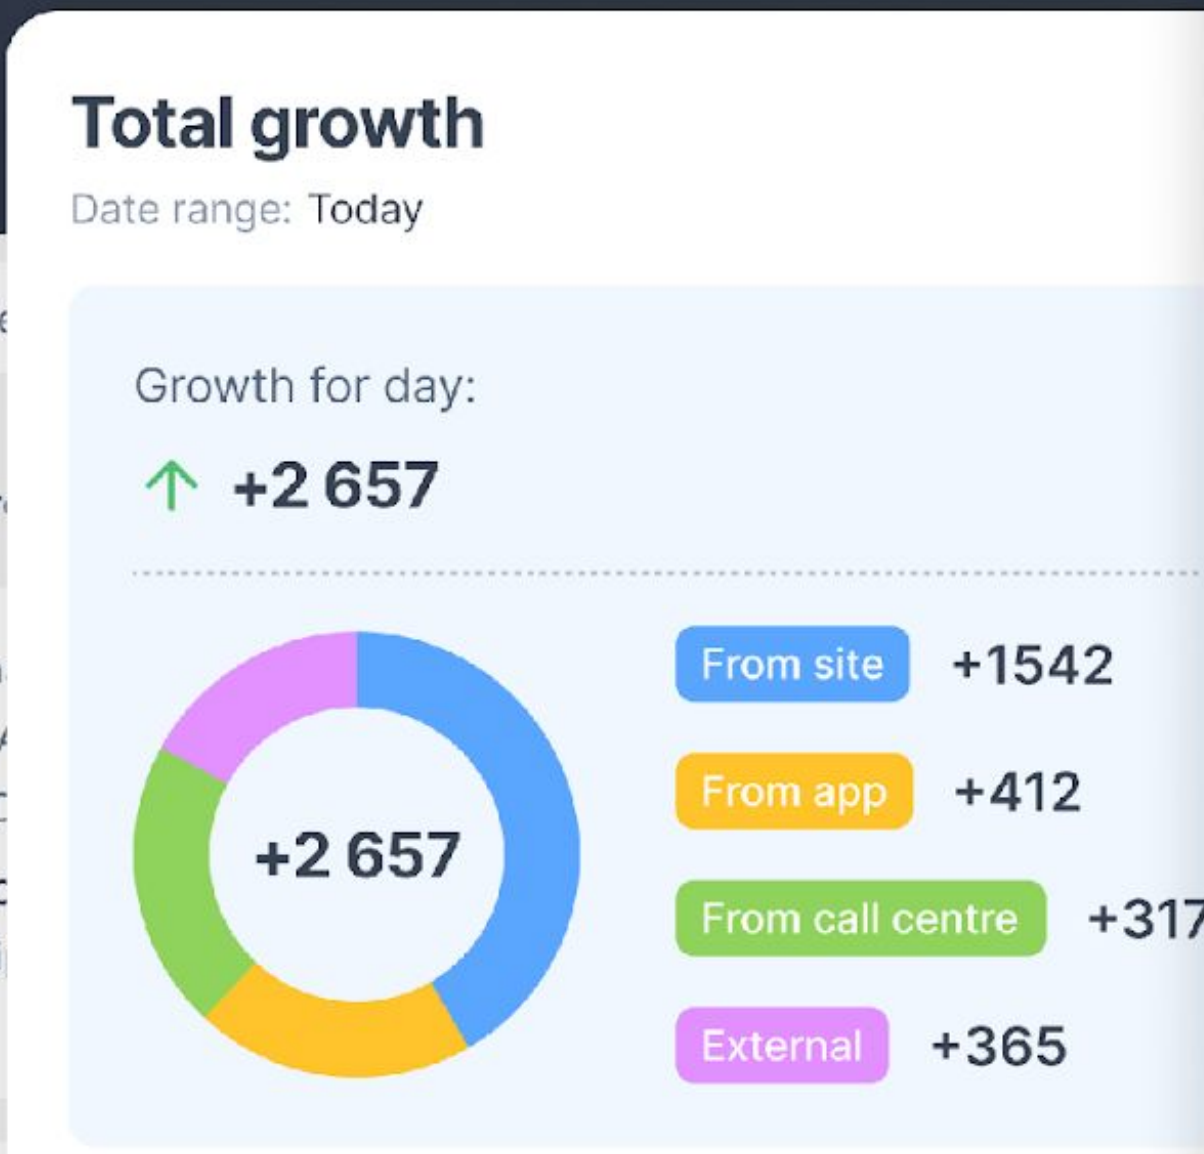 Total growth
Date range: Today
Growth for day:
+2 657
From site +1542
From app +412
+2 657
From call centre +317
External +365